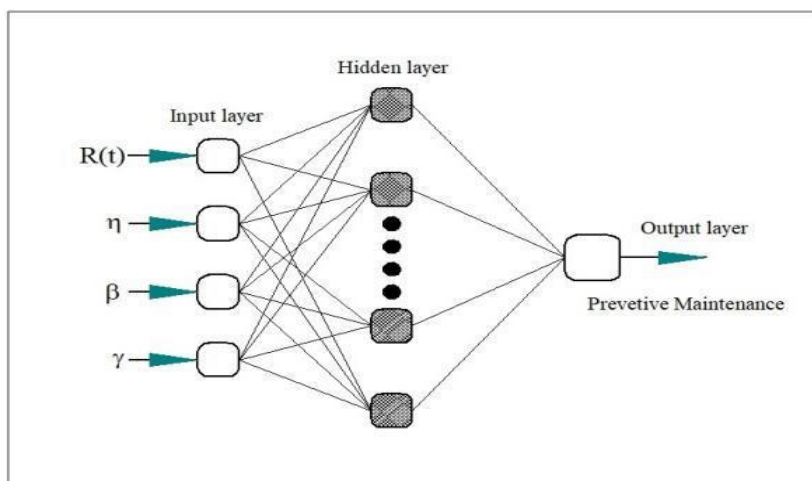 Hidden layer
Input layer
R(t)
η
β
γ
Output layer
Prevetive Maintenance